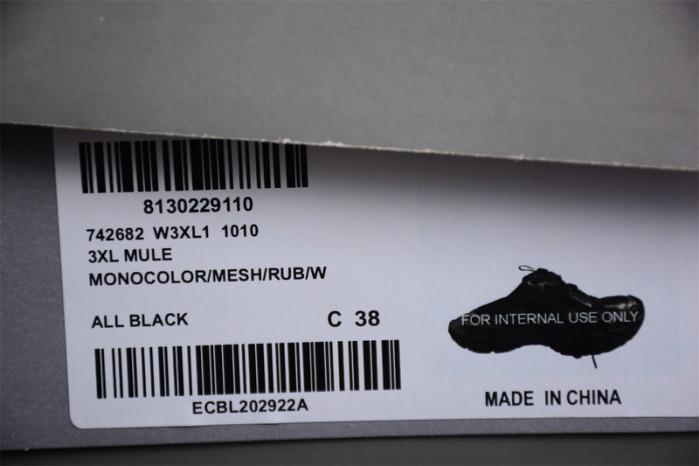 8130229110
742682 W3XL1 1010
3XL MULE
MONOCOLOR/MESH/RUB/W
ALL BLACK C 38
FOR INTERNAL USE ONLY
ECBL202922A
MADE IN CHINA